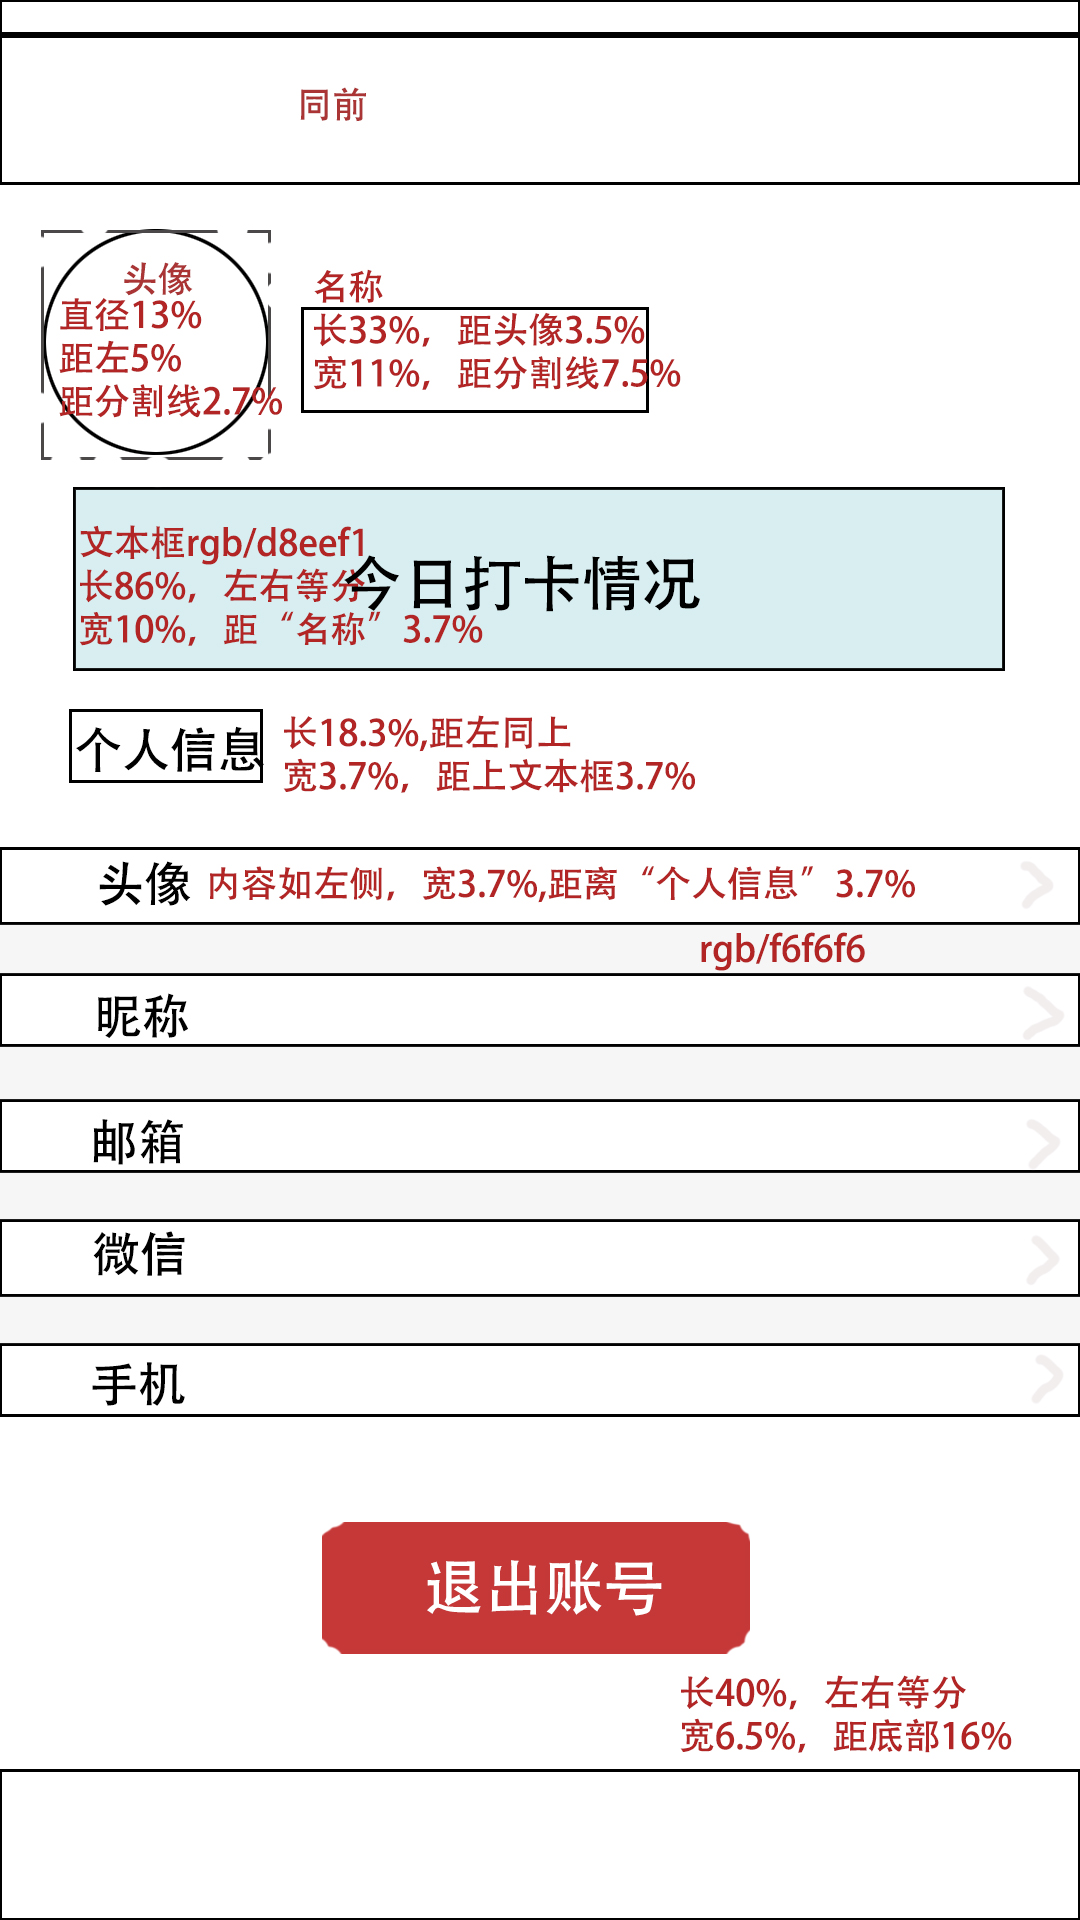 同前
头像
直径13%
距左5%
距分割线2.7%
名称
长33%，距头像3.5%
宽11%，距分割线7.5%
文本框rgb/d8eef1
长86%，左右等分
宽10%，距“名称”3.7%
今日打卡情况
个人信息
长18.3%,距左同上
宽3.7%，距上文本框3.7%
头像 内容如左侧，宽3.7%,距离“个人信息”3.7%
rgb/f6f6f6
昵称
邮箱
微信
手机
退出账号
长40%，左右等分
宽6.5%，距底部16%